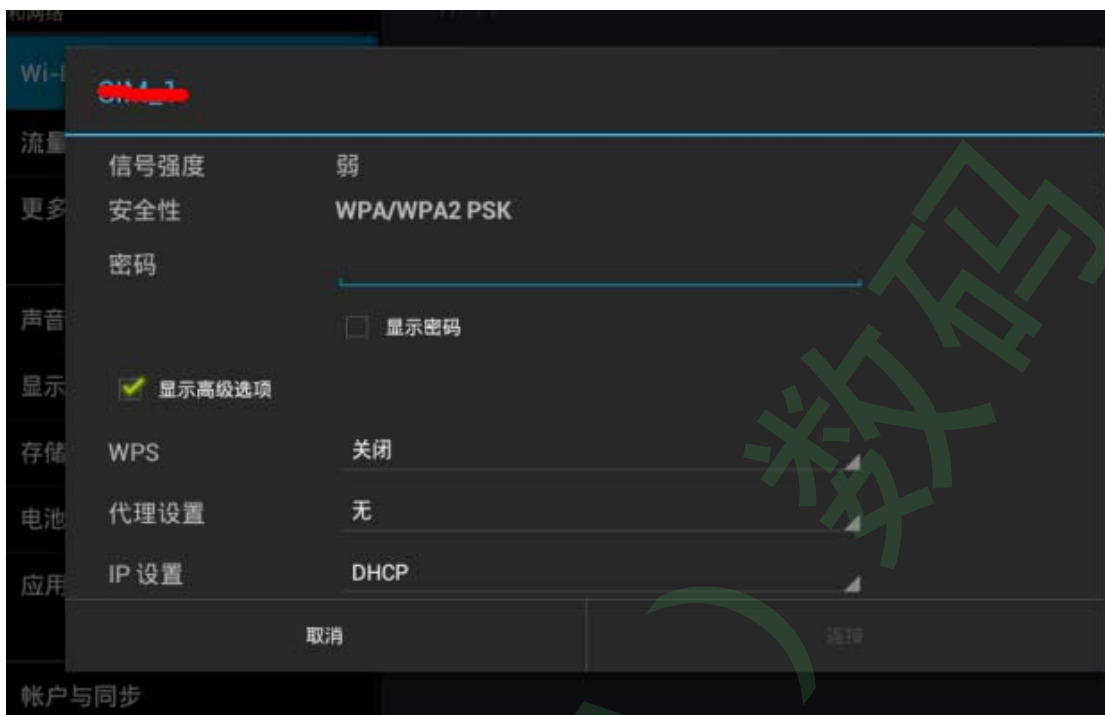 和网络
Wi-
流量
信号强度 弱
更多
安全性 WPA/WPA2 PSK
密码
声音
显示密码
显示
显示高级选项
存储
WPS 关闭
电池
代理设置 无
应用
IP 设置 DHCP
取消 连接
帐户与同步
）数码